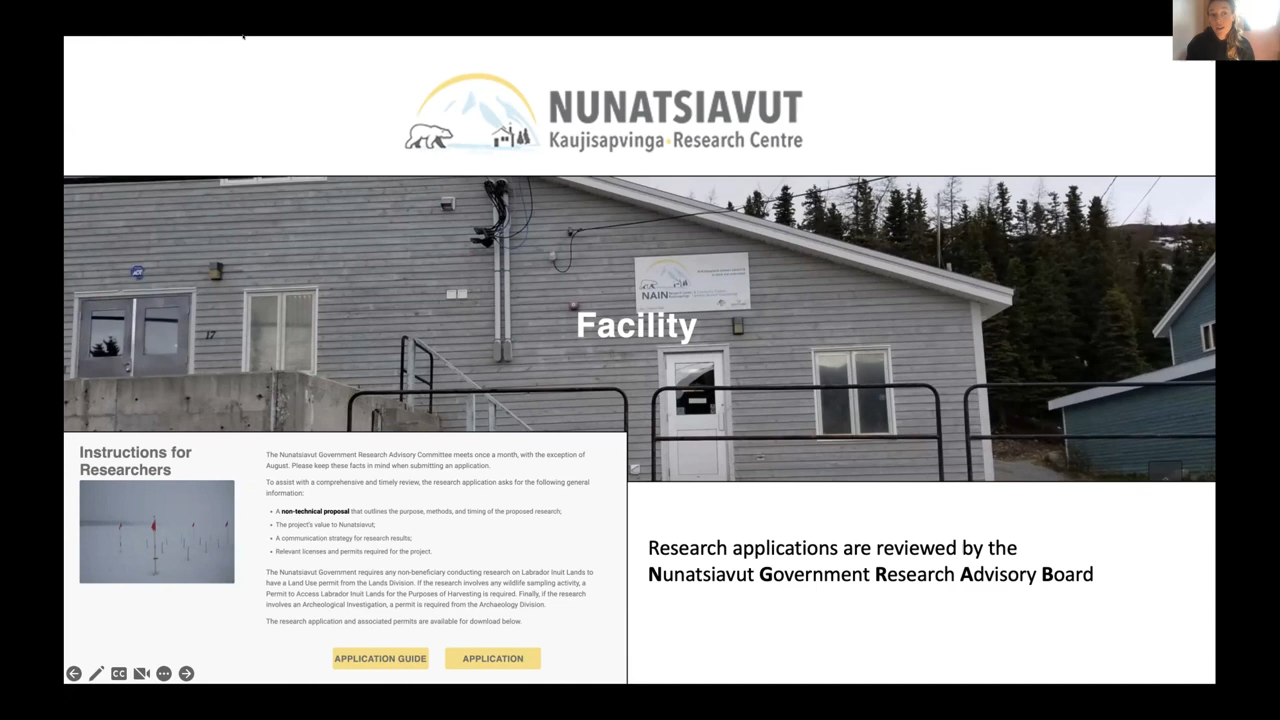 NUNATSIAVUT
Kaujisapvinga • Research Centre
17
NAIN
Facility
Instructions for
Researchers
The Nunatsiavut Government Research Advisory Committee meets once a month, with the exception of
August. Please keep these facts in mind when submitting an application.
To assist with a comprehensive and timely review, the research application asks for the following general
information:
• A non-technical proposal that outlines the purpose, methods, and timing of the proposed research;
• The project's value to Nunatsiavut;
• A communication strategy for research results;
• Relevant licenses and permits required for the project.
The Nunatsiavut Government requires any non-beneficiary conducting research on Labrador Inuit Lands to
have a Land Use permit from the Lands Division. If the research involves any wildlife sampling activity, a
Permit to Access Labrador Inuit Lands for the Purposes of Harvesting is required. Finally, if the research
involves an Archeological Investigation, a permit is required from the Archaeology Division.
The research application and associated permits are available for download below.
APPLICATION GUIDE
APPLICATION
CC
Research applications are reviewed by the
Nunatsiavut Government Research Advisory Board